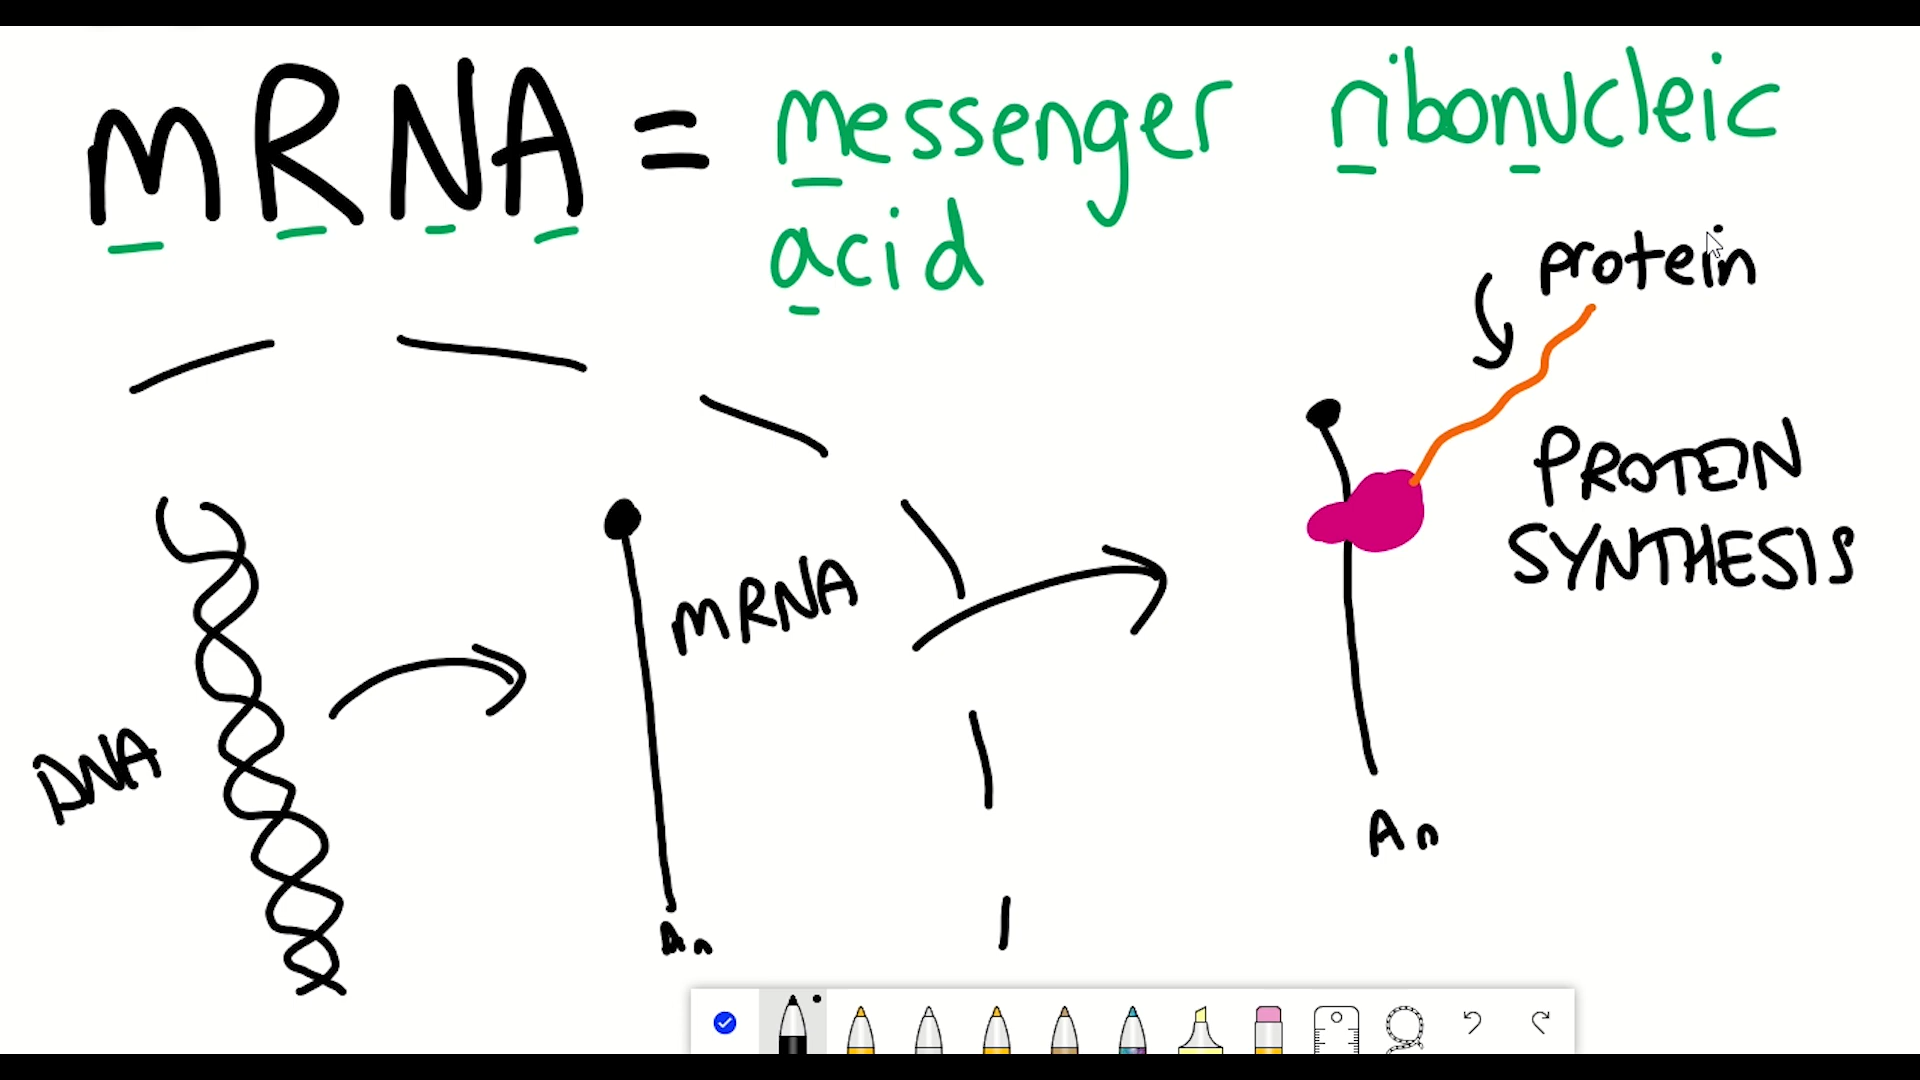 mRNA = messenger ribonucleic
acid
protein
PROTEIN
SYNTHESIS
mRNA
DNA
An
An